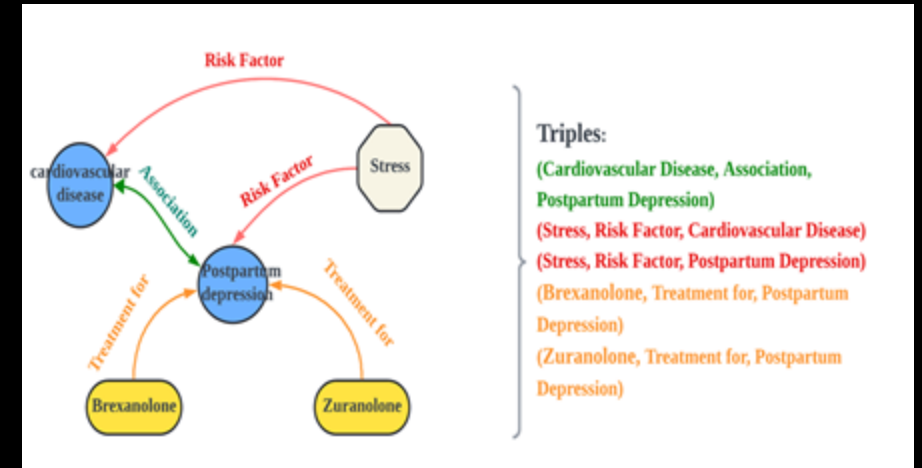 Risk Factor
cardiovascular
disease
Association
Risk Factor
Stress
Postpartum
depression
Treatment for
Treatment for
Brexanolone
Zuranolone
Triples:
(Cardiovascular Disease, Association,
Postpartum Depression)
(Stress, Risk Factor, Cardiovascular Disease)
(Stress, Risk Factor, Postpartum Depression)
(Brexanolone, Treatment for, Postpartum
Depression)
(Zuranolone, Treatment for, Postpartum
Depression)